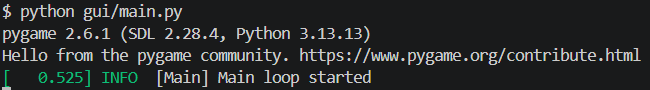 $ python gui/main.py
pygame 2.6.1 (SDL 2.28.4, Python 3.13.13)
Hello from the pygame community. https://www.pygame.org/contribute.html
[   0.525] INFO  [Main] Main loop started